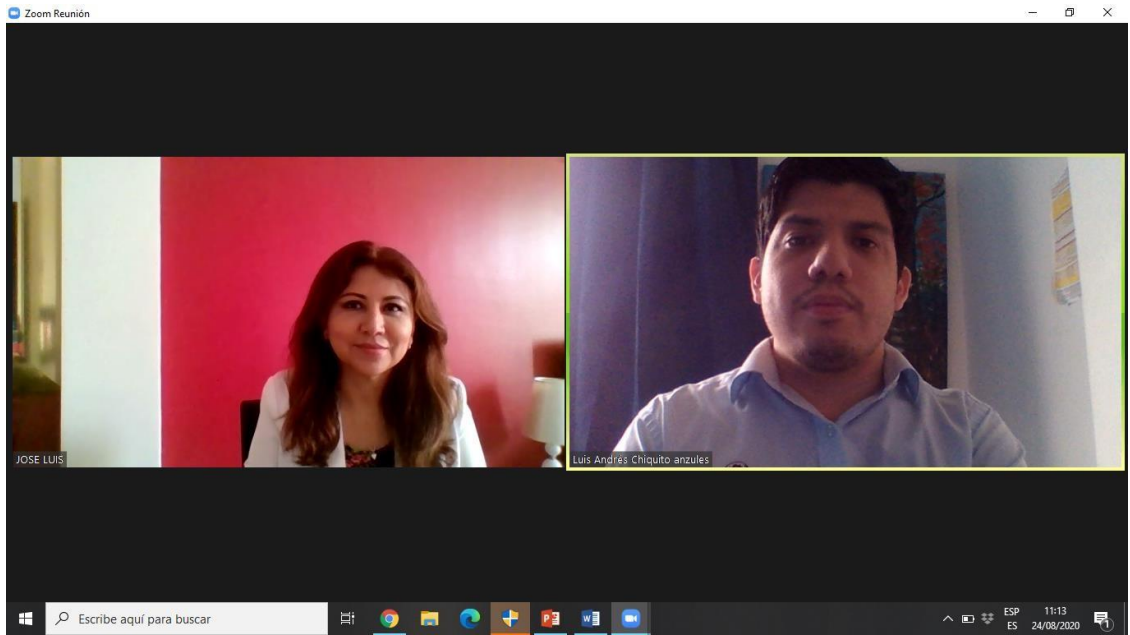 Zoom Reunión
JOSE LUIS
Luis Andrés Chiquito anzules
Escribe aquí para buscar
ESP
ES
11:13
24/08/2020